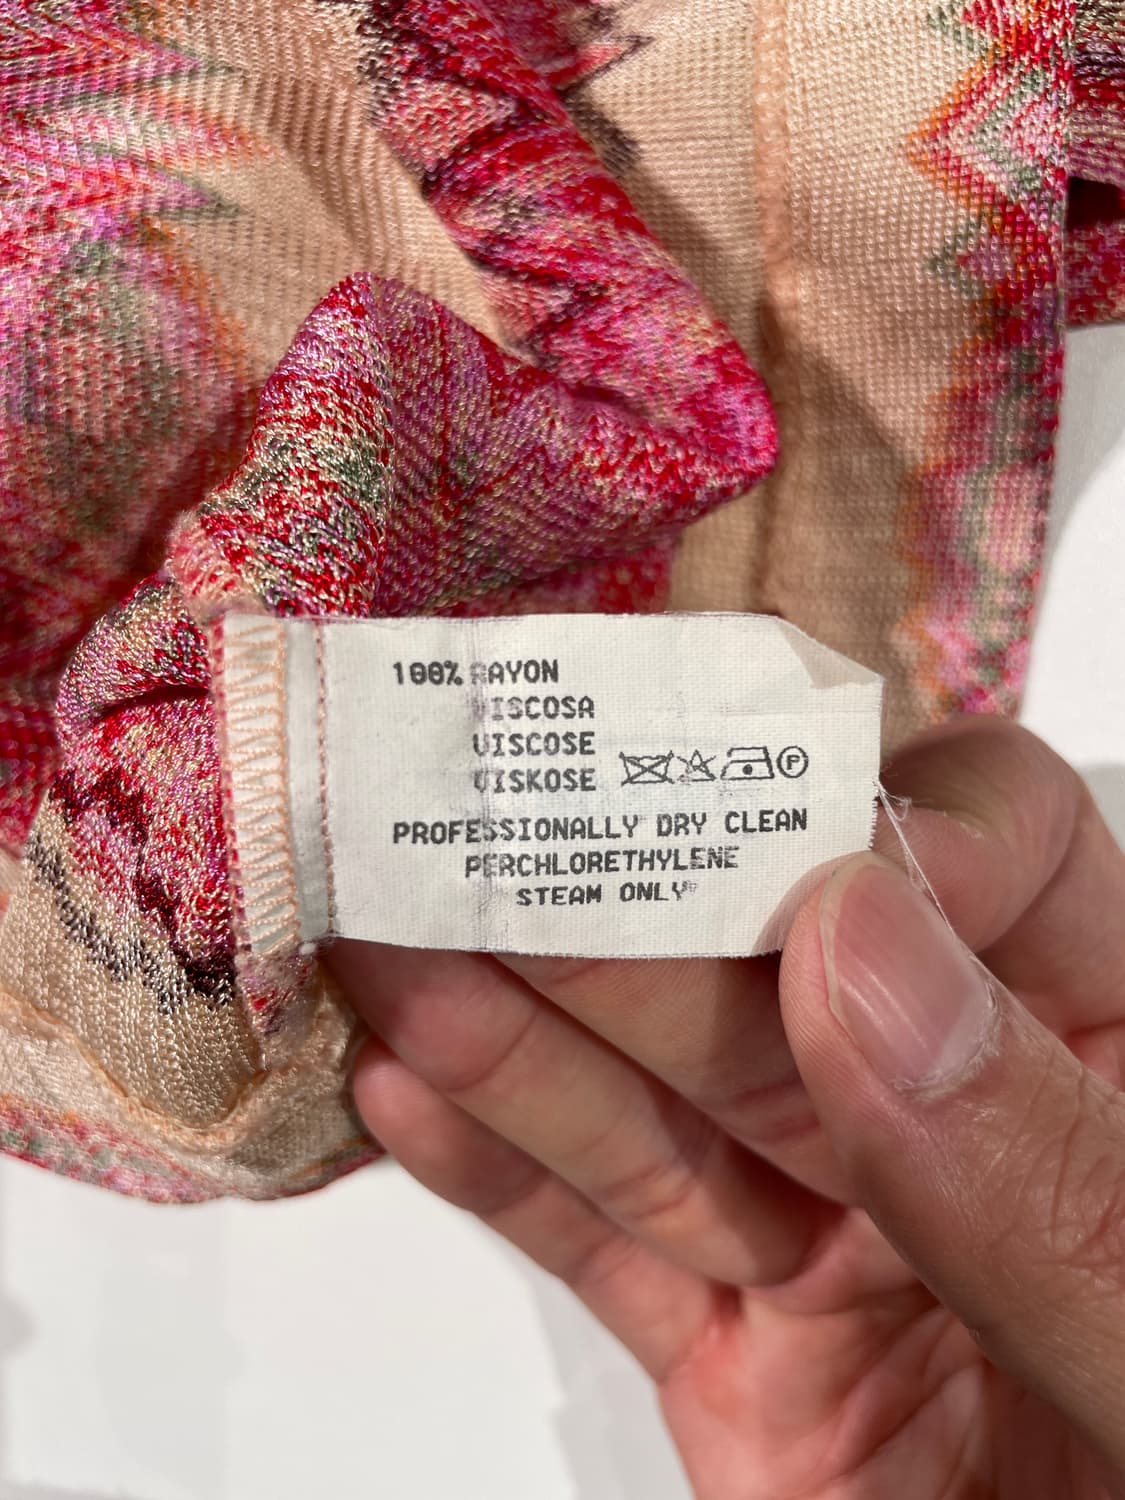 100% RAYON
VISCOSA
VISCOSE
VISKOSE P
PROFESSIONALLY DRY CLEAN
PERCHLORETHYLENE
STEAM ONLY